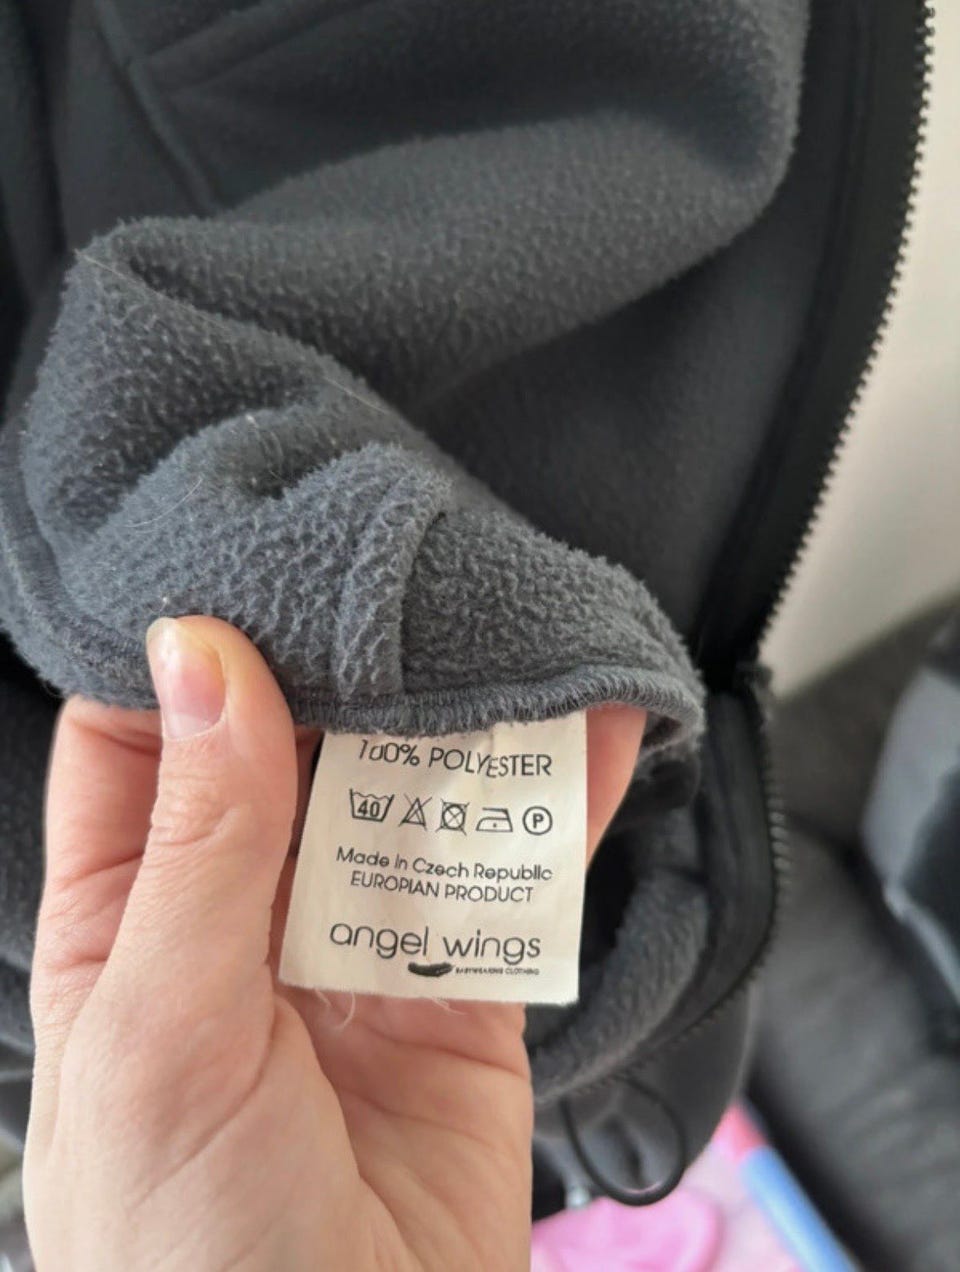 100% POLYESTER
40 P
Made in Czech Republic
EUROPIAN PRODUCT
angel wings
BABYWEARING CLOTHING